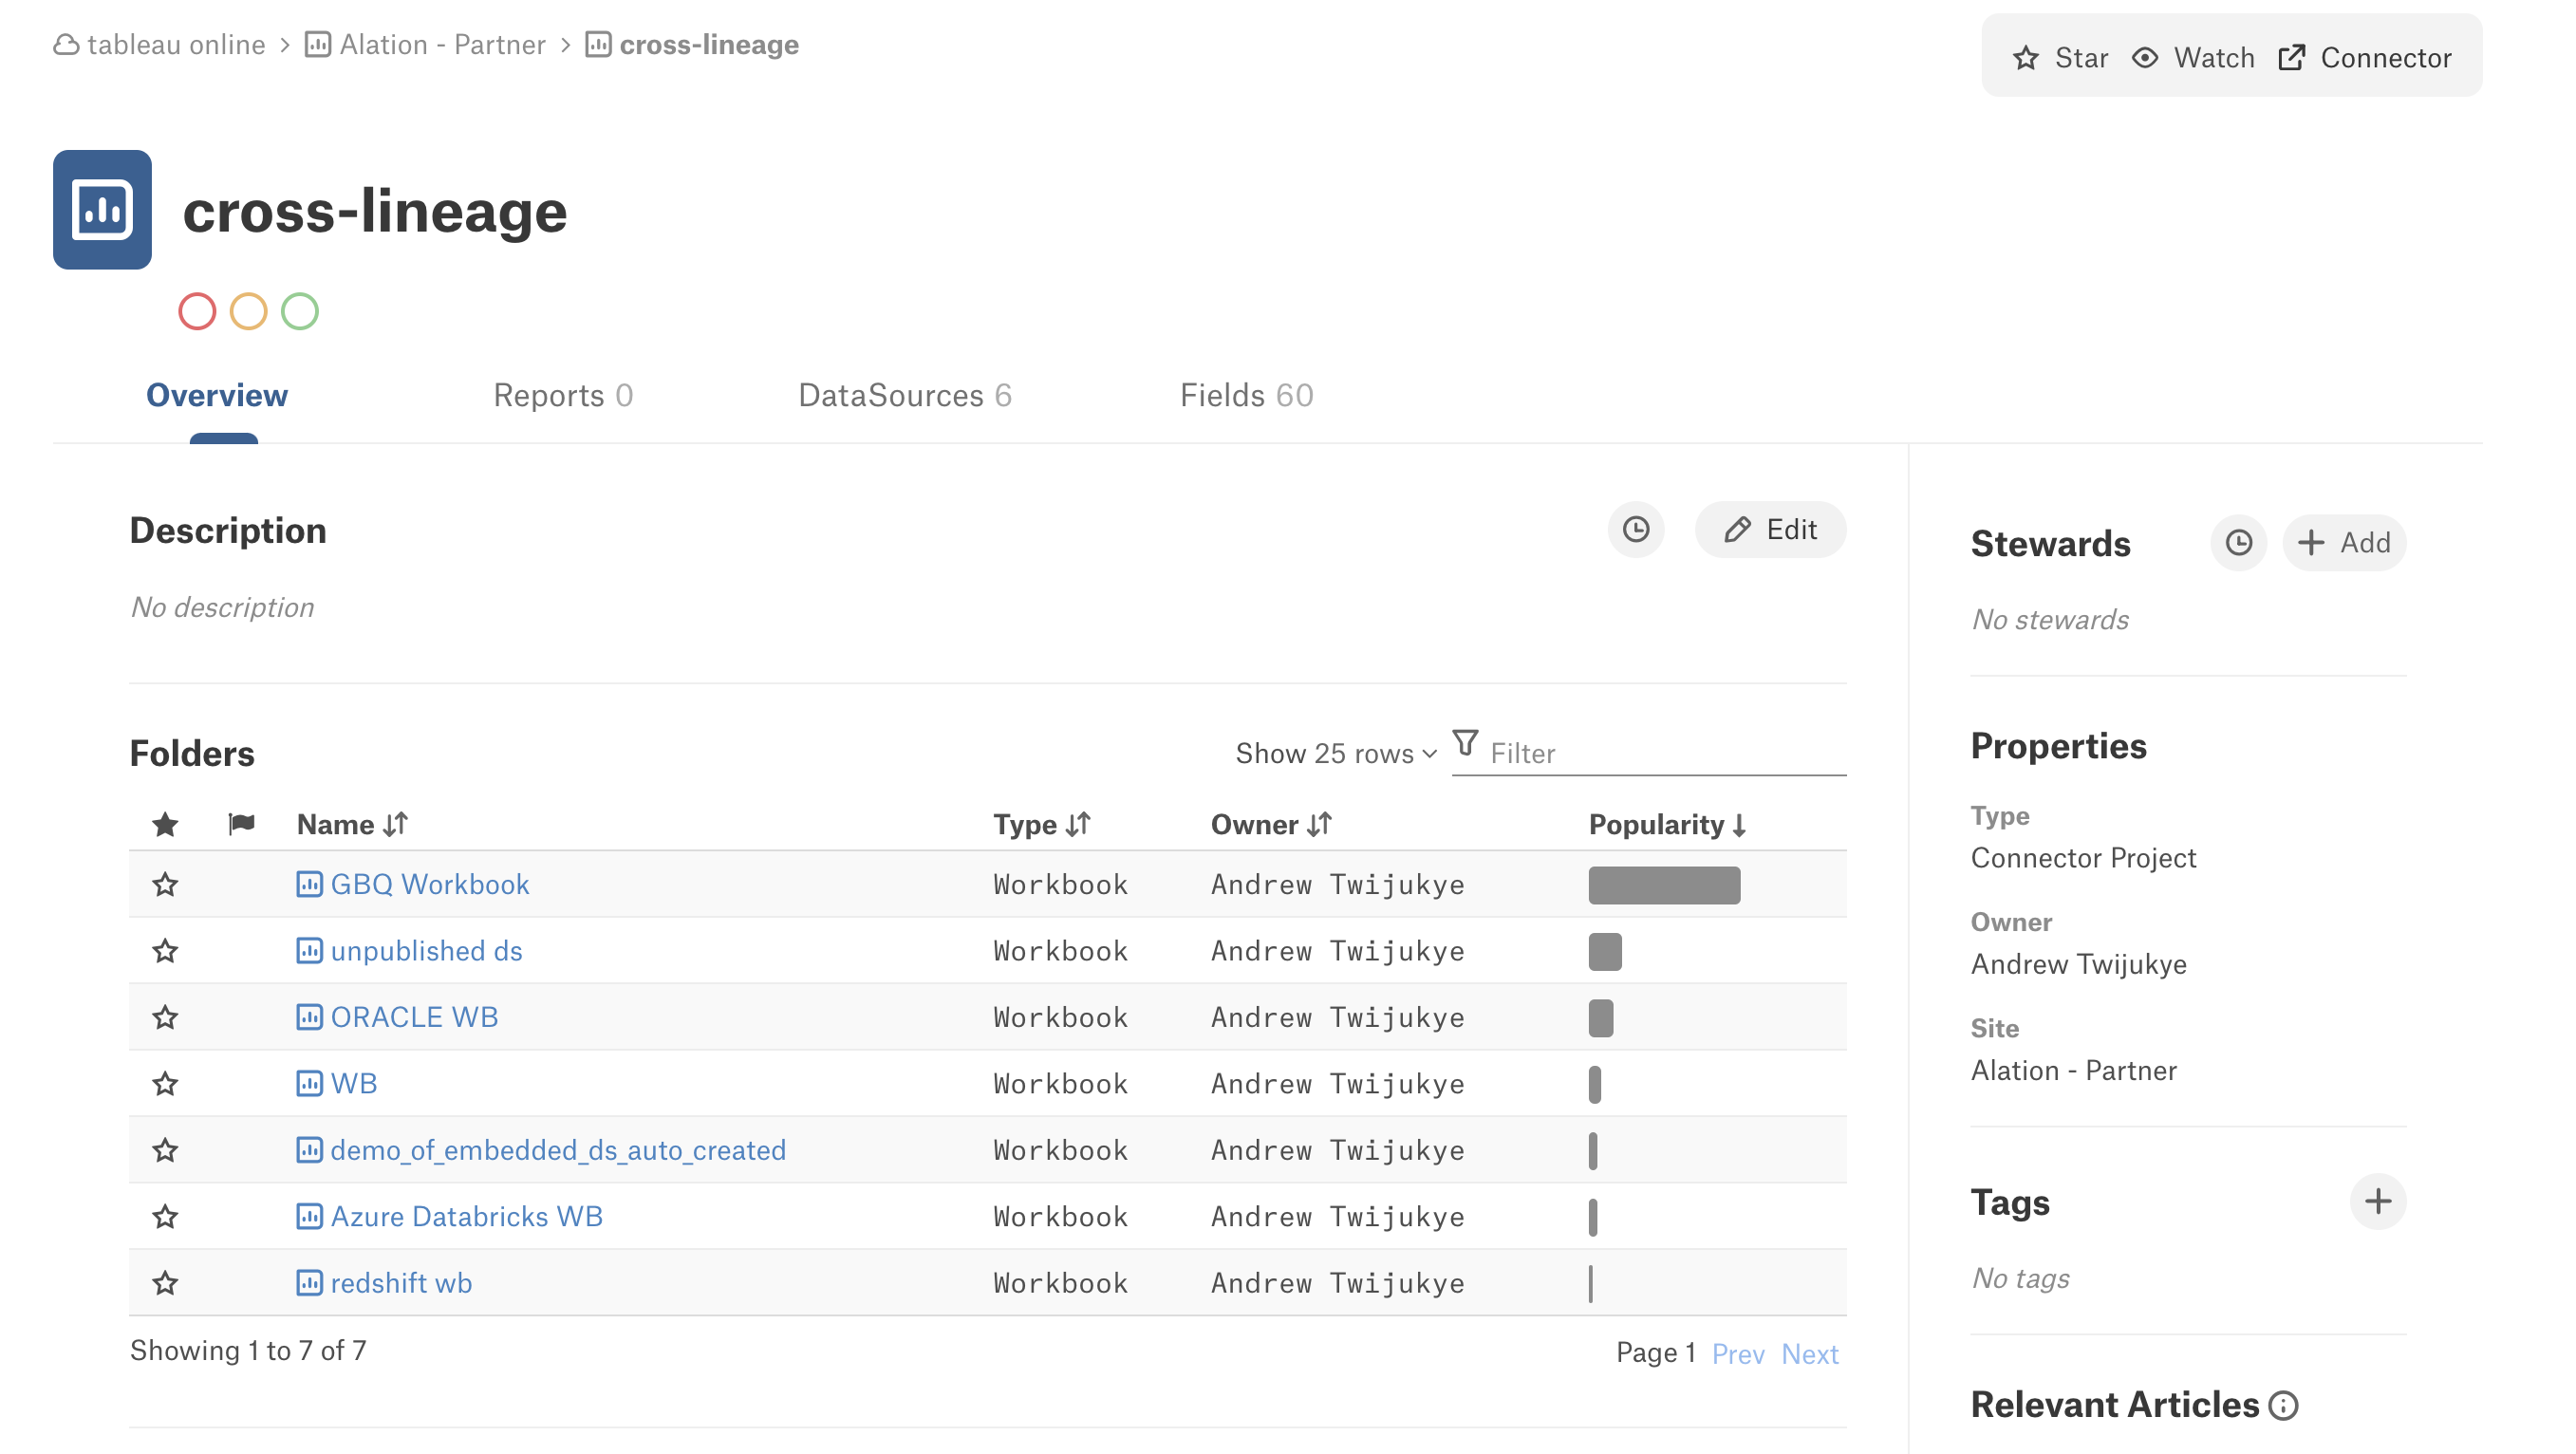 tableau online > Alation - Partner > cross-lineage
Star Watch Connector
cross-lineage
Overview Reports 0 DataSources 6 Fields 60
Description Edit
No description
Stewards Add
No stewards
Folders Show 25 rows Filter
Name Type Owner Popularity
GBQ Workbook Workbook Andrew Twijukye
unpublished ds Workbook Andrew Twijukye
ORACLE WB Workbook Andrew Twijukye
WB Workbook Andrew Twijukye
demo_of_embedded_ds_auto_created Workbook Andrew Twijukye
Azure Databricks WB Workbook Andrew Twijukye
redshift wb Workbook Andrew Twijukye
Showing 1 to 7 of 7 Page 1 Prev Next
Properties
Type
Connector Project
Owner
Andrew Twijukye
Site
Alation - Partner
Tags
No tags
Relevant Articles